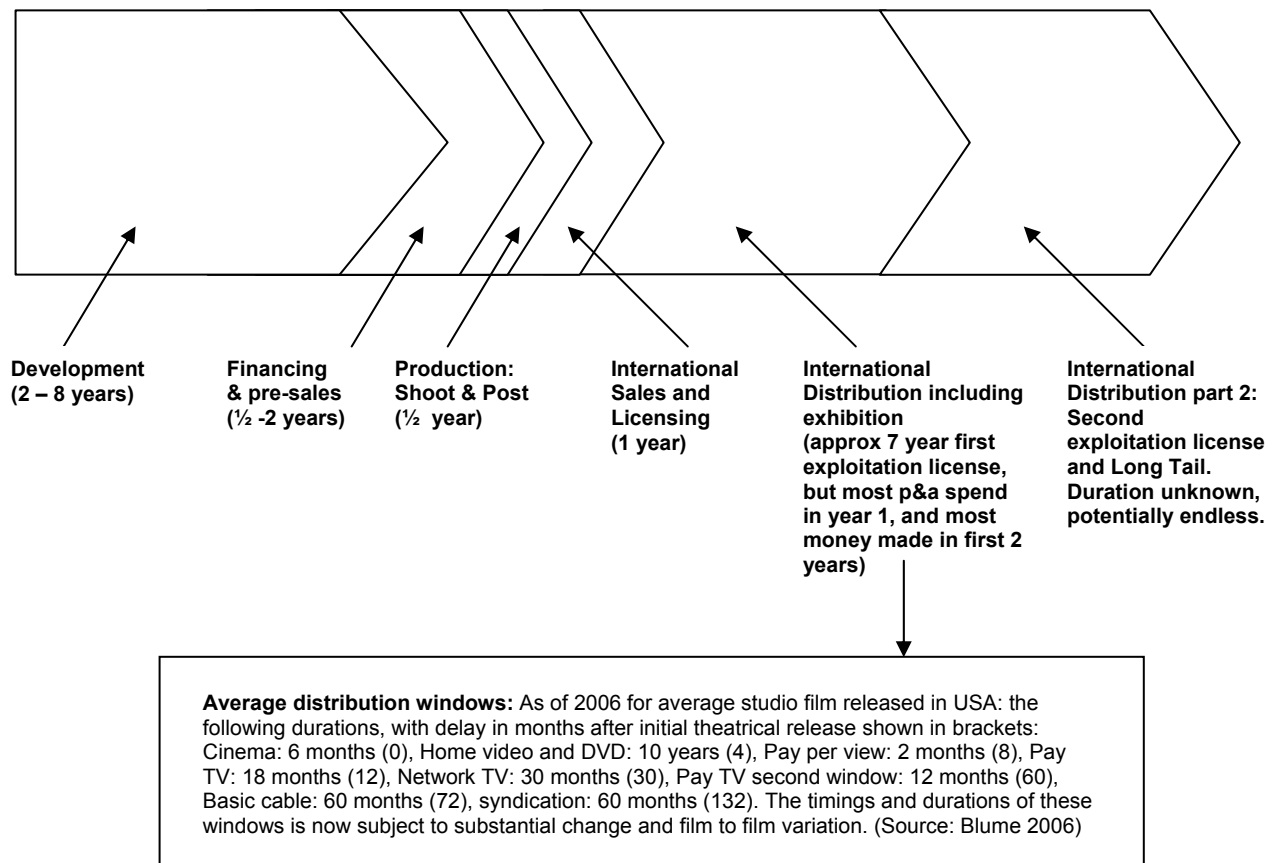 Development
(2 – 8 years)
Financing
& pre-sales
(½ -2 years)
Production:
Shoot & Post
(½ year)
International
Sales and
Licensing
(1 year)
International
Distribution including
exhibition
(approx 7 year first
exploitation license,
but most p&a spend
in year 1, and most
money made in first 2
years)
International
Distribution part 2:
Second
exploitation license
and Long Tail.
Duration unknown,
potentially endless.
Average distribution windows: As of 2006 for average studio film released in USA: the
following durations, with delay in months after initial theatrical release shown in brackets:
Cinema: 6 months (0), Home video and DVD: 10 years (4), Pay per view: 2 months (8), Pay
TV: 18 months (12), Network TV: 30 months (30), Pay TV second window: 12 months (60),
Basic cable: 60 months (72), syndication: 60 months (132). The timings and durations of these
windows is now subject to substantial change and film to film variation. (Source: Blume 2006)